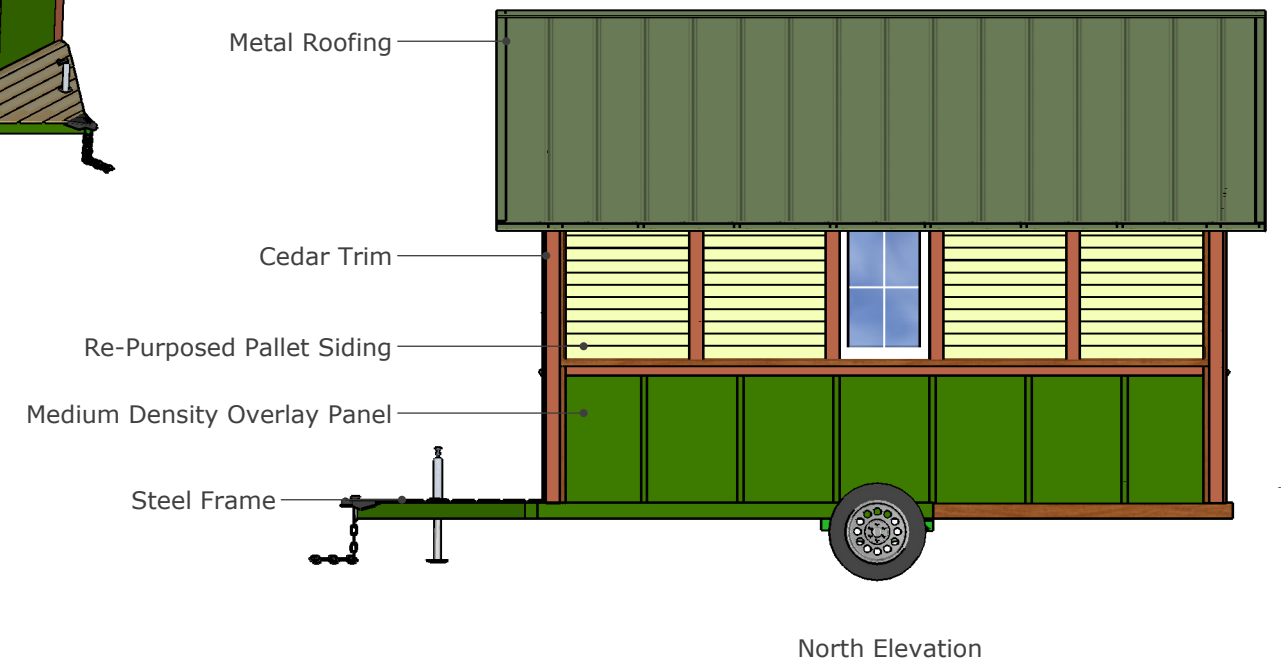 Metal Roofing
Cedar Trim
Re-Purposed Pallet Siding
Medium Density Overlay Panel
Steel Frame
North Elevation